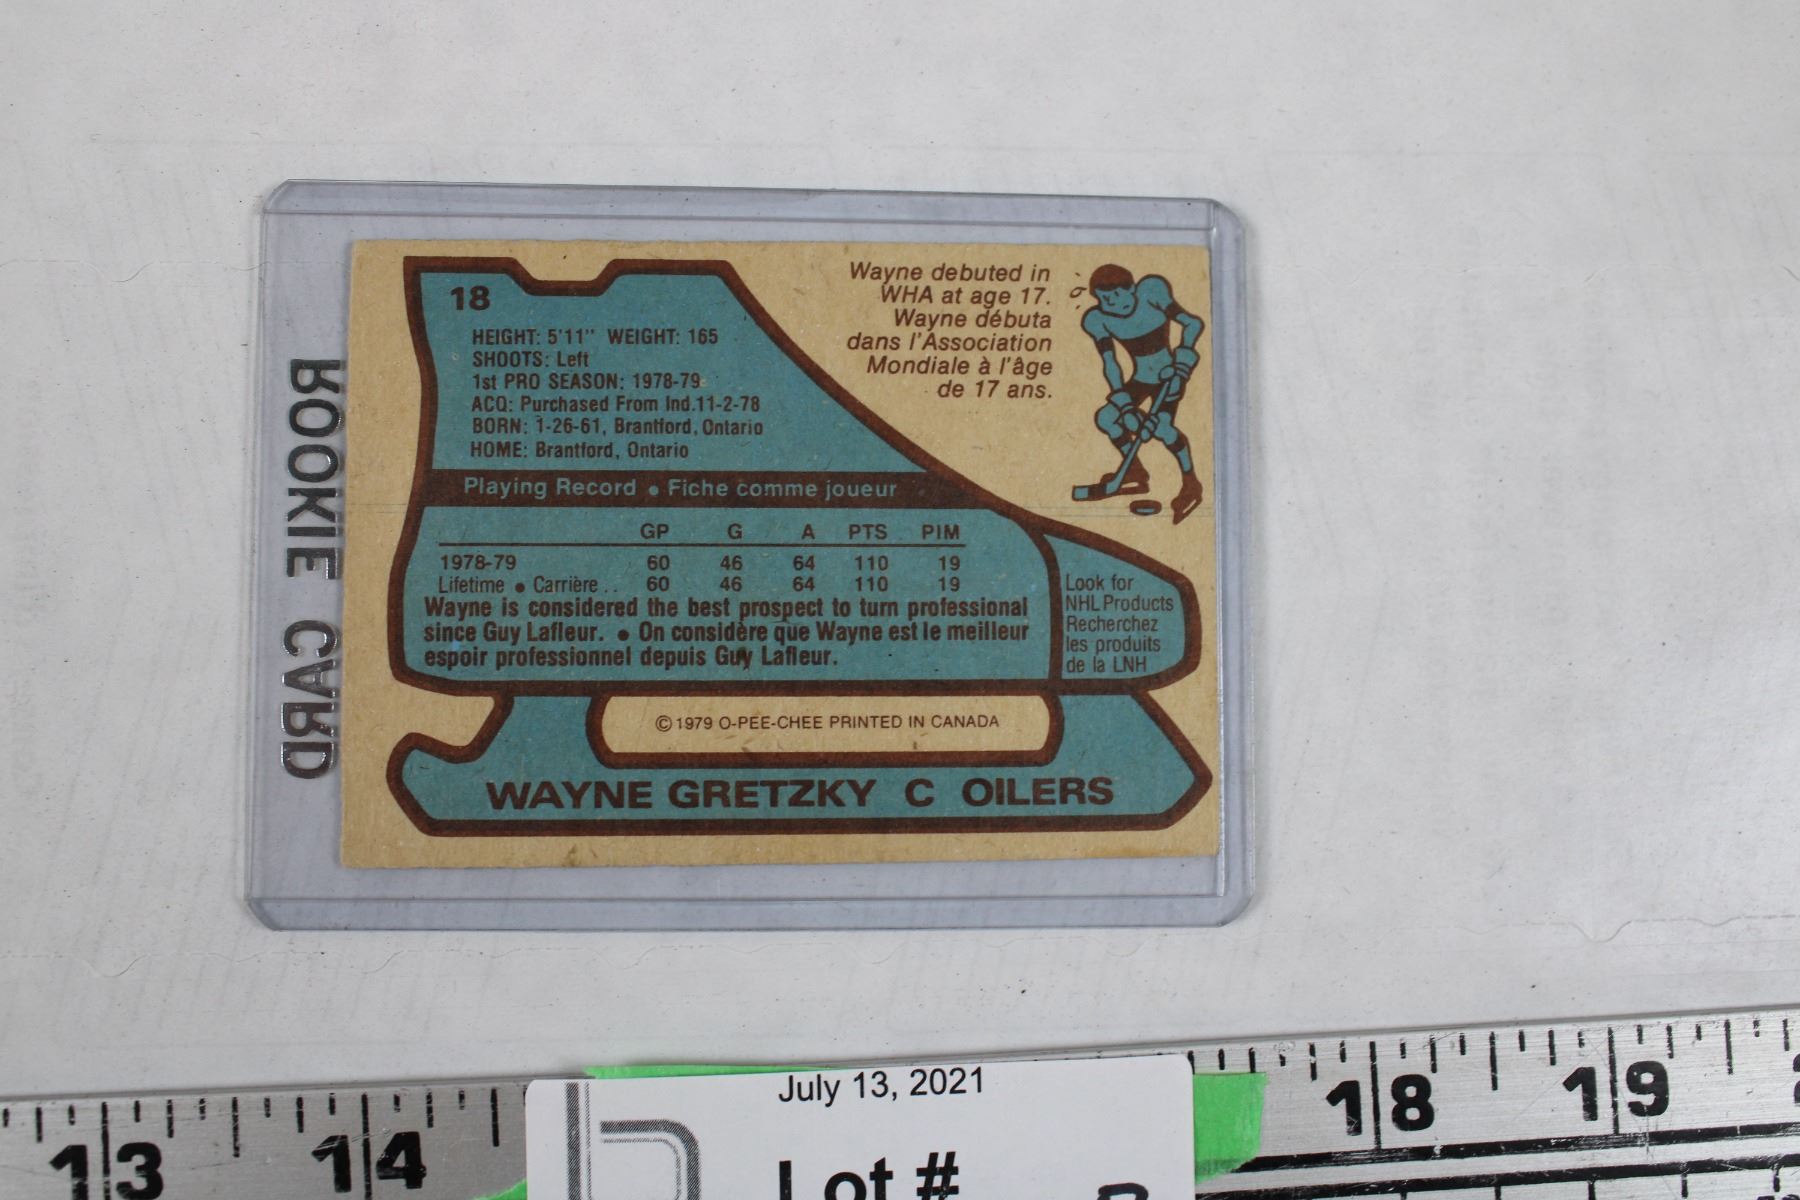 18
HEIGHT: 5'11" WEIGHT: 165
SHOOTS: Left
1st PRO SEASON: 1978-79
ACQ: Purchased From Ind.11-2-78
BORN: 1-26-61, Brantford, Ontario
HOME: Brantford, Ontario
Wayne debuted in
WHA at age 17.
Wayne débuta
dans l'Association
Mondiale à l'âge
de 17 ans.
Playing Record • Fiche comme joueur
GP G A PTS PIM
1978-79 60 46 64 110 19
Lifetime • Carrière .. 60 46 64 110 19
Wayne is considered the best prospect to turn professional
since Guy Lafleur. • On considère que Wayne est le meilleur
espoir professionnel depuis Guy Lafleur.
Look for
NHL Products
Recherchez
les produits
de la LNH
© 1979 O-PEE-CHEE PRINTED IN CANADA
WAYNE GRETZKY C OILERS
ROOKIE CARD
July 13, 2021
Lot #
13 14 18 19